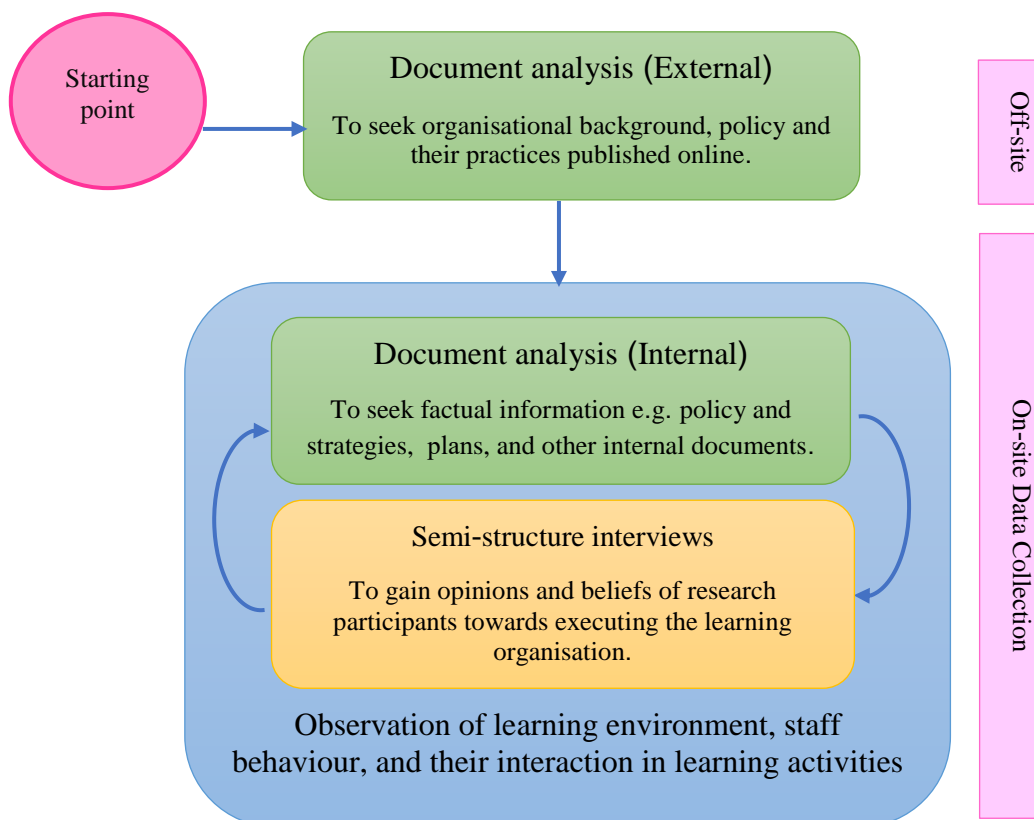 Starting
point
Document analysis (External)
To seek organisational background, policy and
their practices published online.
Off-site
Document analysis (Internal)
To seek factual information e.g. policy and
strategies,  plans, and other internal documents.
Semi-structure interviews
To gain opinions and beliefs of research
participants towards executing the learning
organisation.
Observation of learning environment, staff
behaviour, and their interaction in learning activities
On-site Data Collection